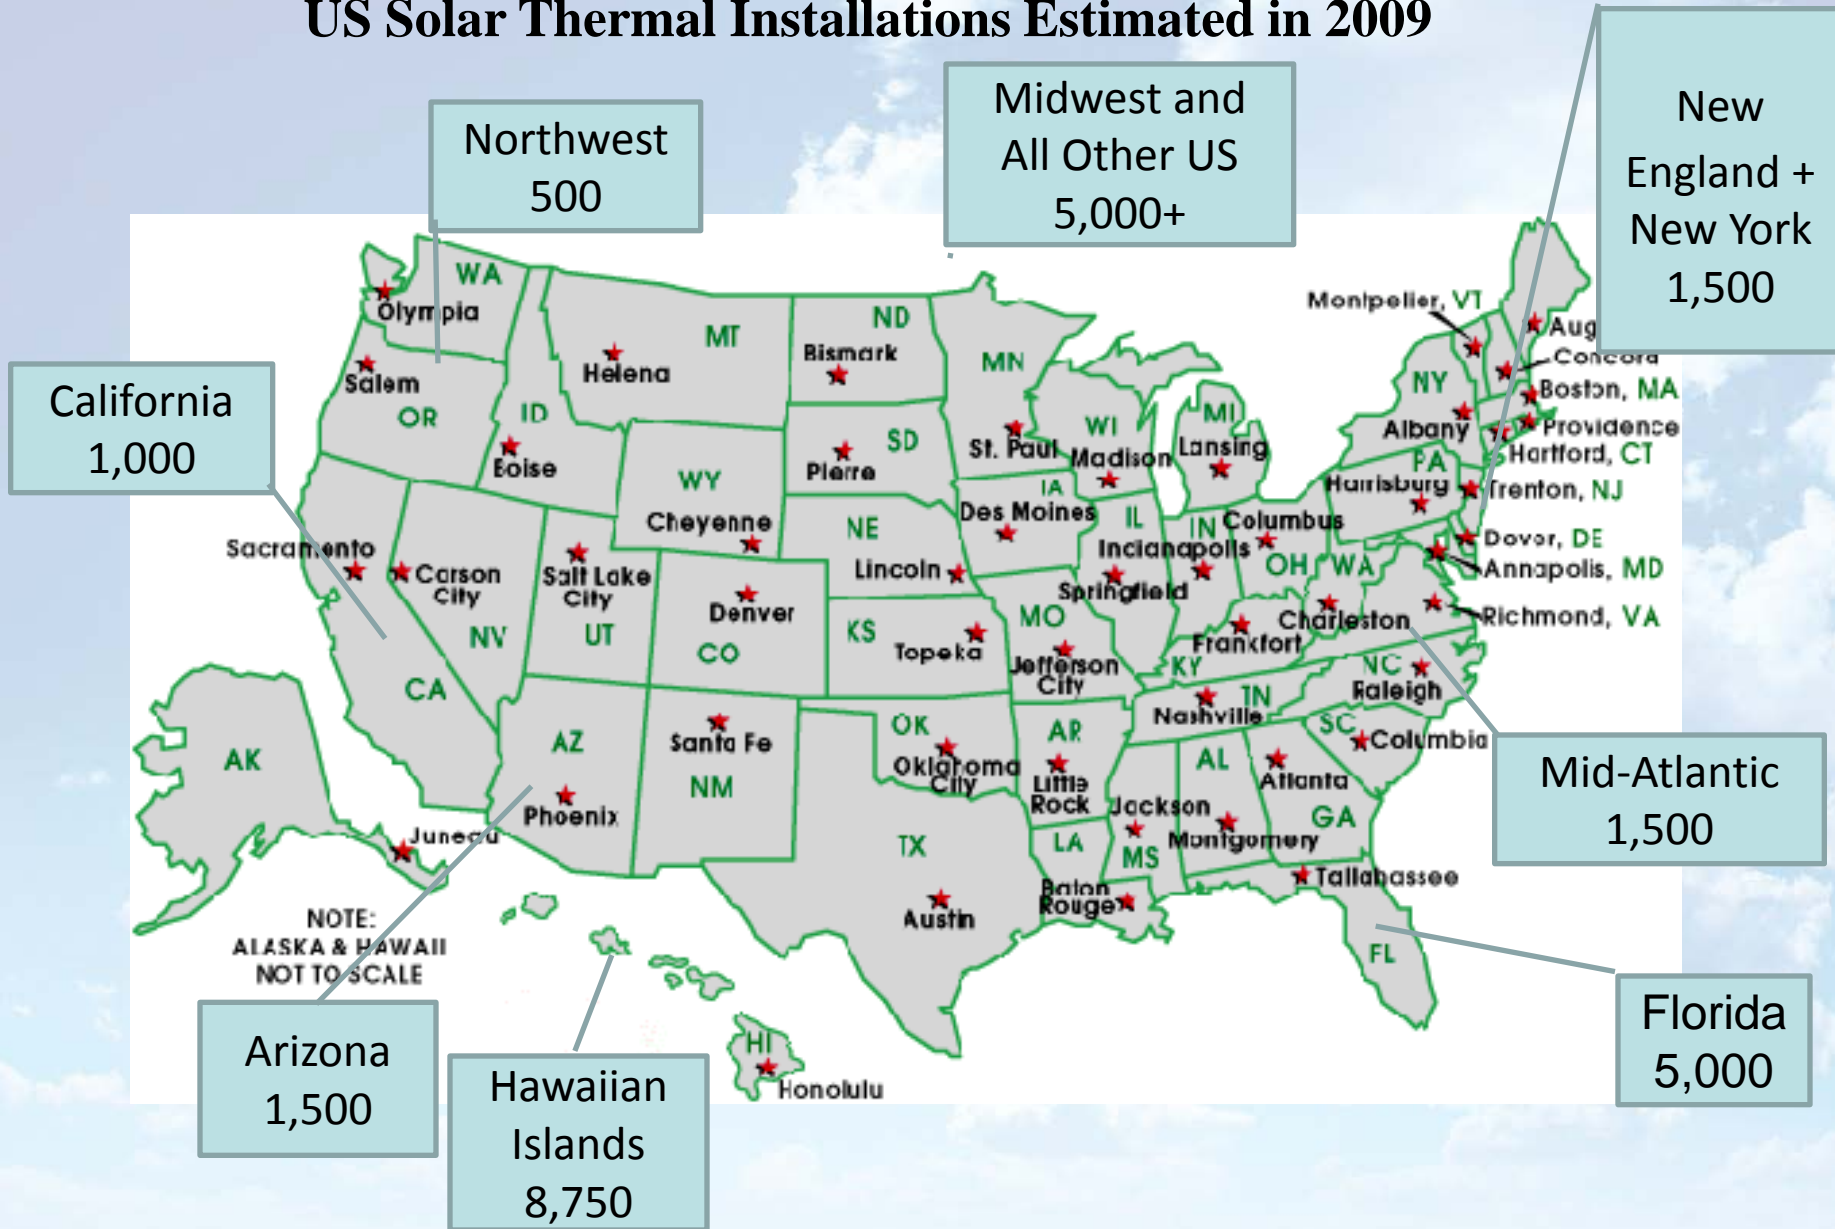 US Solar Thermal Installations Estimated in 2009
Northwest
500
Midwest and
All Other US
5,000+
New
England +
New York
1,500
California
1,000
Mid-Atlantic
1,500
Florida
5,000
Arizona
1,500
Hawaiian
Islands
8,750
WA
Olympia
Salem
OR
ID
Eoise
MT
Helena
ND
Bismark
SD
Pierre
WY
Cheyenne
NE
Lincoln
MN
St. Paul
WI
Madison
MI
Lansing
IA
Des Moines
IL
Springfield
IN
Incianapolis
Columbus
OH
WA
Charleston
Montpelier, VT
Aug
Concord
Boston, MA
Providence
Hartford, CT
NY
Albany
PA
Harrisburg
Trenton, NJ
Dover, DE
Annapolis, MD
Richmond, VA
Sacramento
Carson
City
NV
CA
Salt Lake
City
UT
Denver
CO
KS
Topeka
MO
Jefferson
City
Frankfort
KY
TN
Nashville
NC
Raleigh
SC
Columbia
AZ
Phoenix
Santa Fe
NM
OK
Oklahoma
City
AR
Little
Rock
TX
Austin
LA
Baton
Rouge
Jackson
MS
AL
Montgomery
Atlanta
GA
Tallahassee
FL
AK
Juneau
NOTE:
ALASKA & HAWAII
NOT TO SCALE
HI
Honolulu